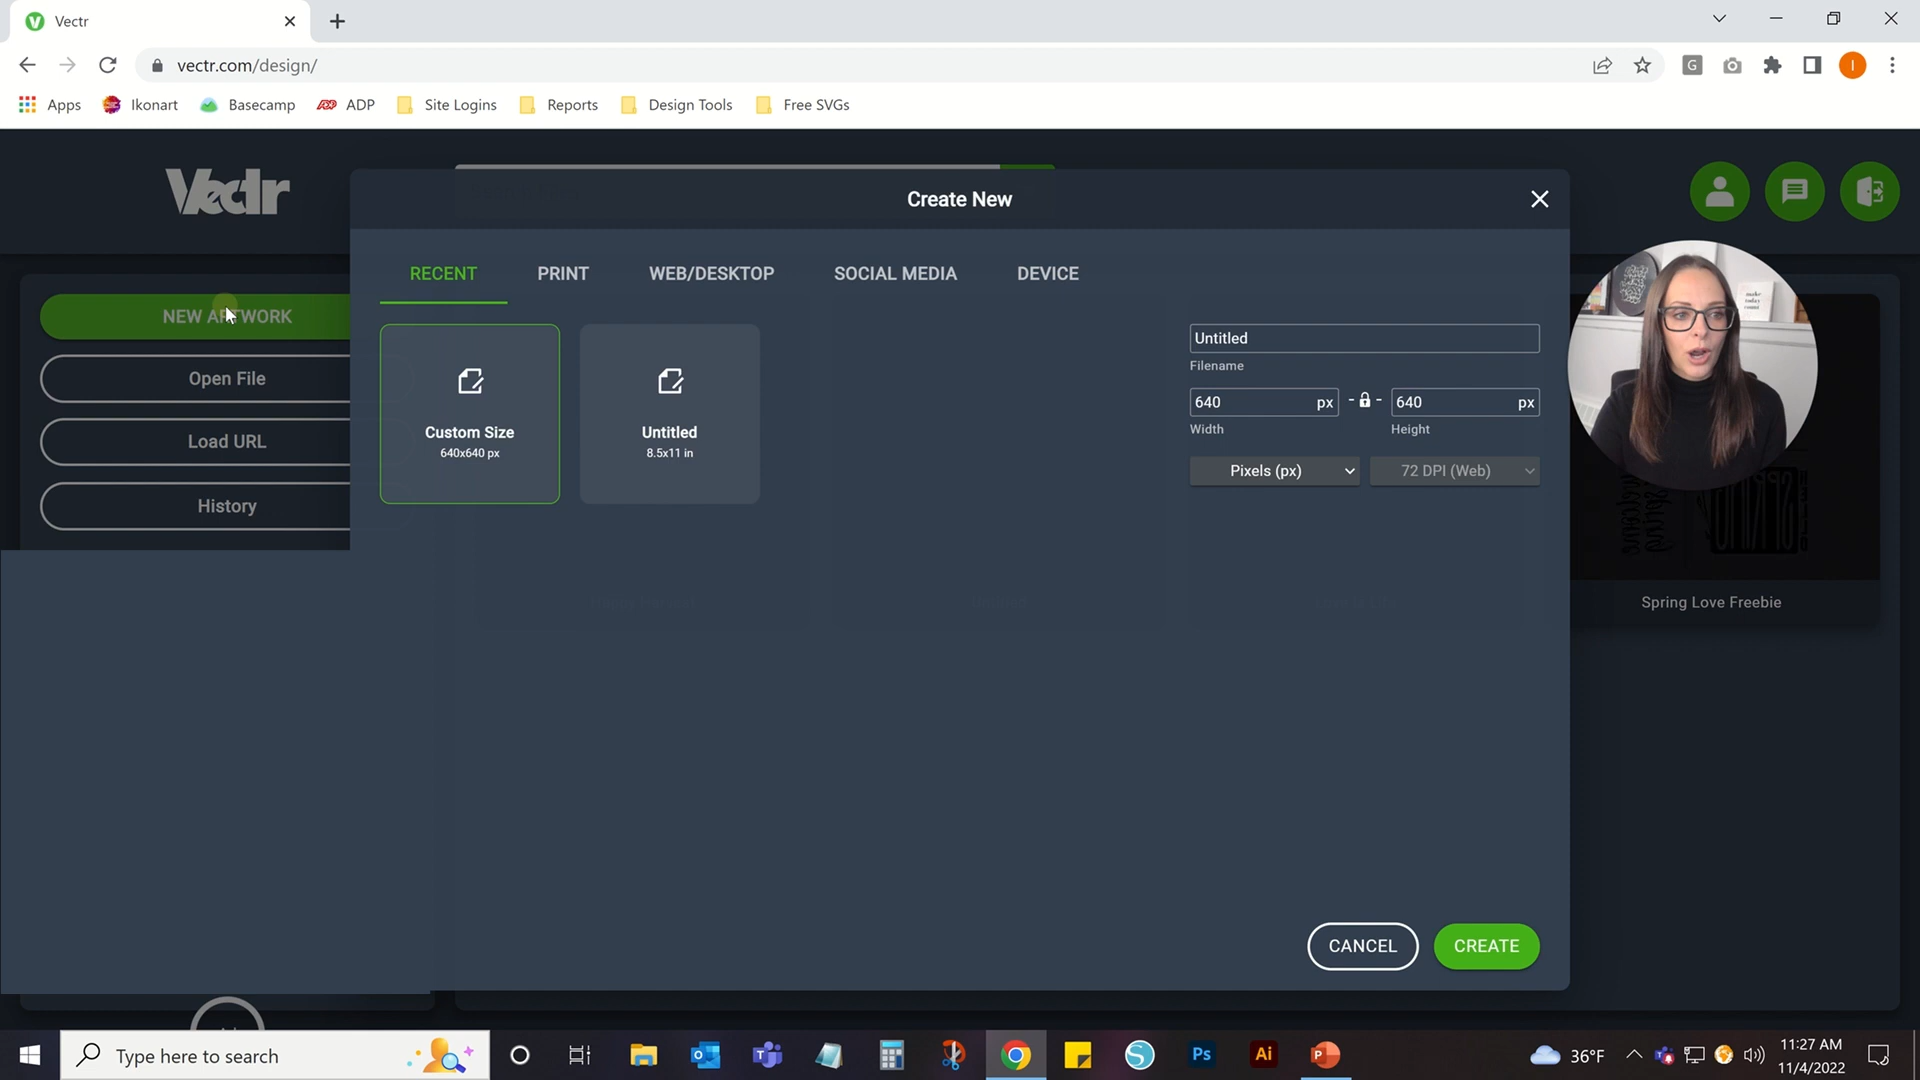 Vectr
vectr.com/design/
G
I
Apps
Ikonart
Basecamp
ADP
Site Logins
Reports
Design Tools
Free SVGs
Vectr
Create New
RECENT
PRINT
WEB/DESKTOP
SOCIAL MEDIA
DEVICE
NEW ARTWORK
Open File
Load URL
History
Custom Size
640x640 px
Untitled
8.5x11 in
Untitled
Filename
640 px
640 px
Width
Height
Pixels (px)
72 DPI (Web)
Spring Love Freebie
CANCEL
CREATE
Type here to search
Ps
Ai
36°F
11:27 AM
11/4/2022